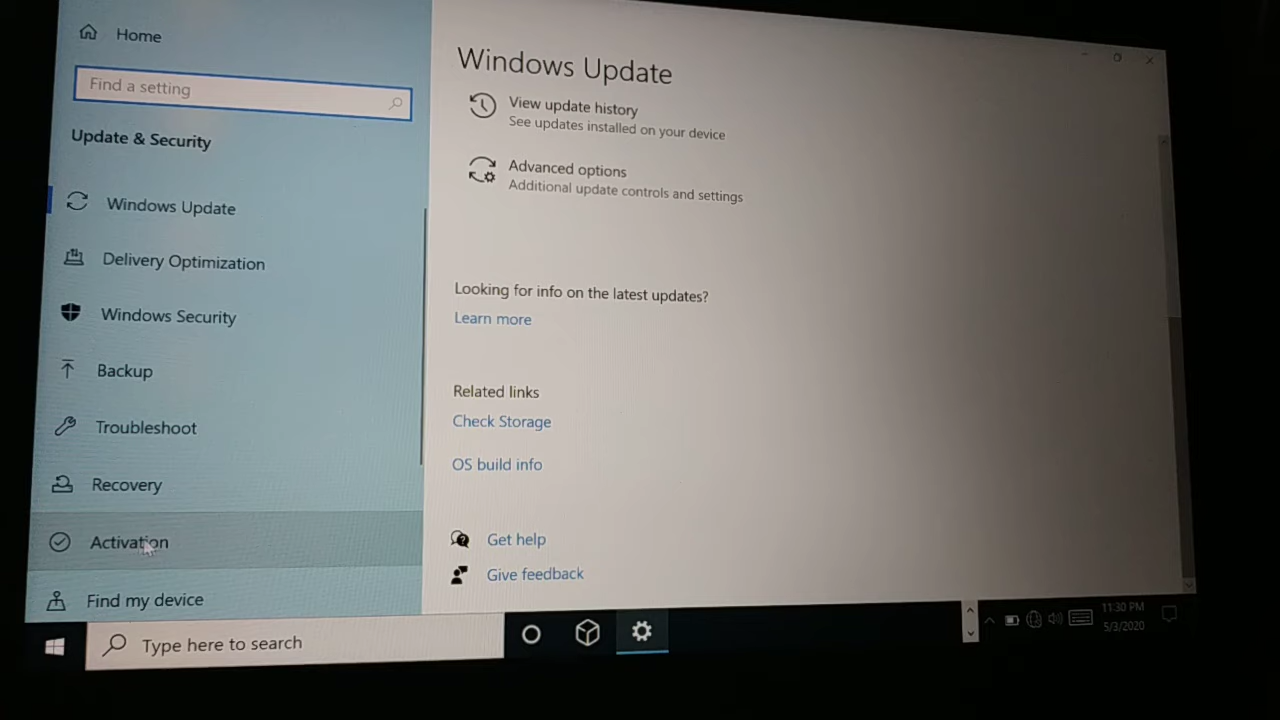 Home
Find a setting
Update & Security
Windows Update
Delivery Optimization
Windows Security
Backup
Troubleshoot
Recovery
Activation
Find my device
Windows Update
View update history
See updates installed on your device
Advanced options
Additional update controls and settings
Looking for info on the latest updates?
Learn more
Related links
Check Storage
OS build info
Get help
Give feedback
Type here to search
11:30 PM
5/3/2020